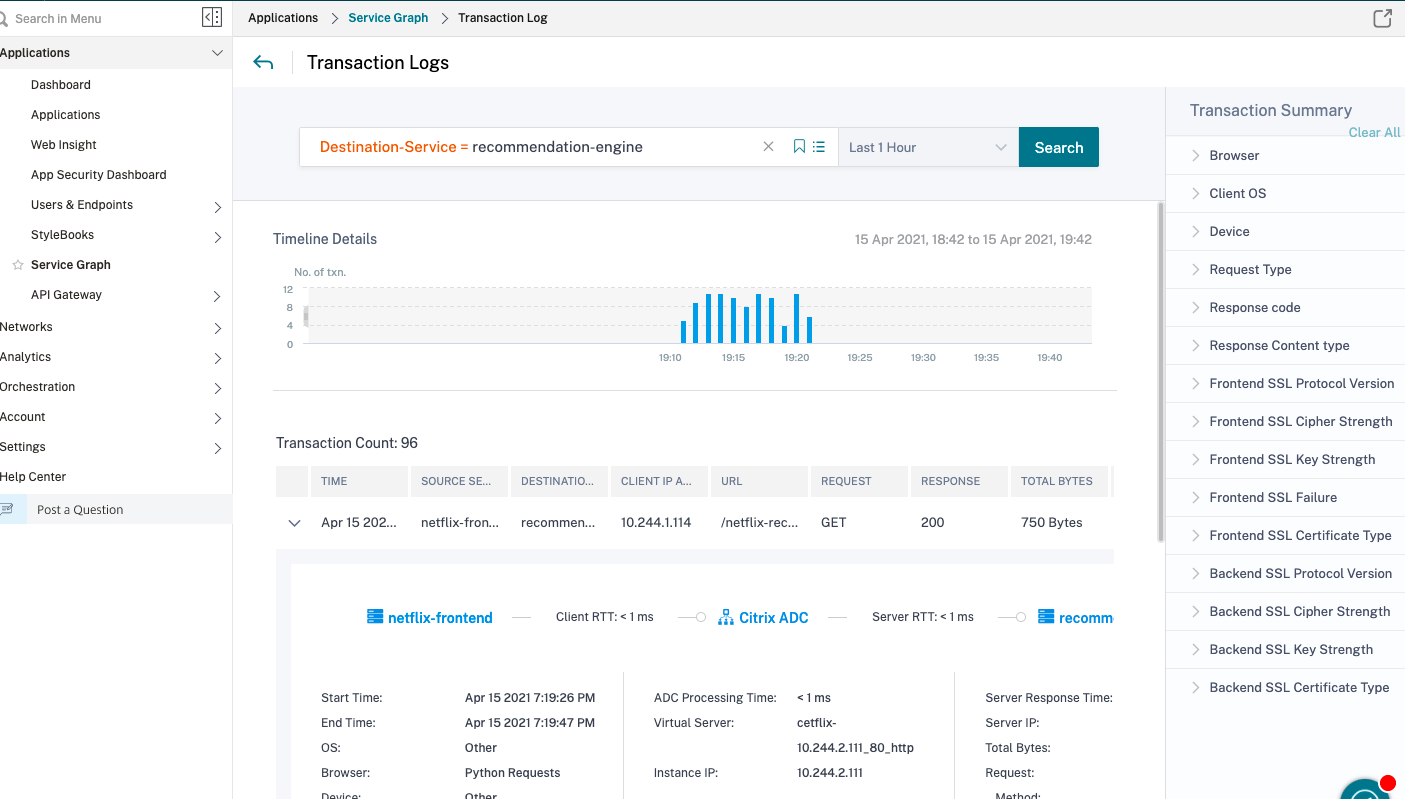 Search in Menu
Applications
Dashboard
Applications
Web Insight
App Security Dashboard
Users & Endpoints
StyleBooks
Service Graph
API Gateway
Networks
Analytics
Orchestration
Account
Settings
Help Center
Post a Question
Applications > Service Graph > Transaction Log
Transaction Logs
Destination-Service = recommendation-engine
Last 1 Hour
Search
Timeline Details
15 Apr 2021, 18:42 to 15 Apr 2021, 19:42
No. of txn.
12
8
4
0
19:10 19:15 19:20 19:25 19:30 19:35 19:40
Transaction Count: 96
TIME SOURCE SE... DESTINATIO... CLIENT IP A... URL REQUEST RESPONSE TOTAL BYTES
Apr 15 202... netflix-fron... recommen... 10.244.1.114 /netflix-rec... GET 200 750 Bytes
netflix-frontend Client RTT: < 1 ms Citrix ADC Server RTT: < 1 ms recomm
Start Time: Apr 15 2021 7:19:26 PM
End Time: Apr 15 2021 7:19:47 PM
OS: Other
Browser: Python Requests
Device: Other
ADC Processing Time: < 1 ms
Virtual Server: cetflix-
10.244.2.111_80_http
Instance IP: 10.244.2.111
Server Response Time:
Server IP:
Total Bytes:
Request:
Method:
Transaction Summary
Clear All
Browser
Client OS
Device
Request Type
Response code
Response Content type
Frontend SSL Protocol Version
Frontend SSL Cipher Strength
Frontend SSL Key Strength
Frontend SSL Failure
Frontend SSL Certificate Type
Backend SSL Protocol Version
Backend SSL Cipher Strength
Backend SSL Key Strength
Backend SSL Certificate Type